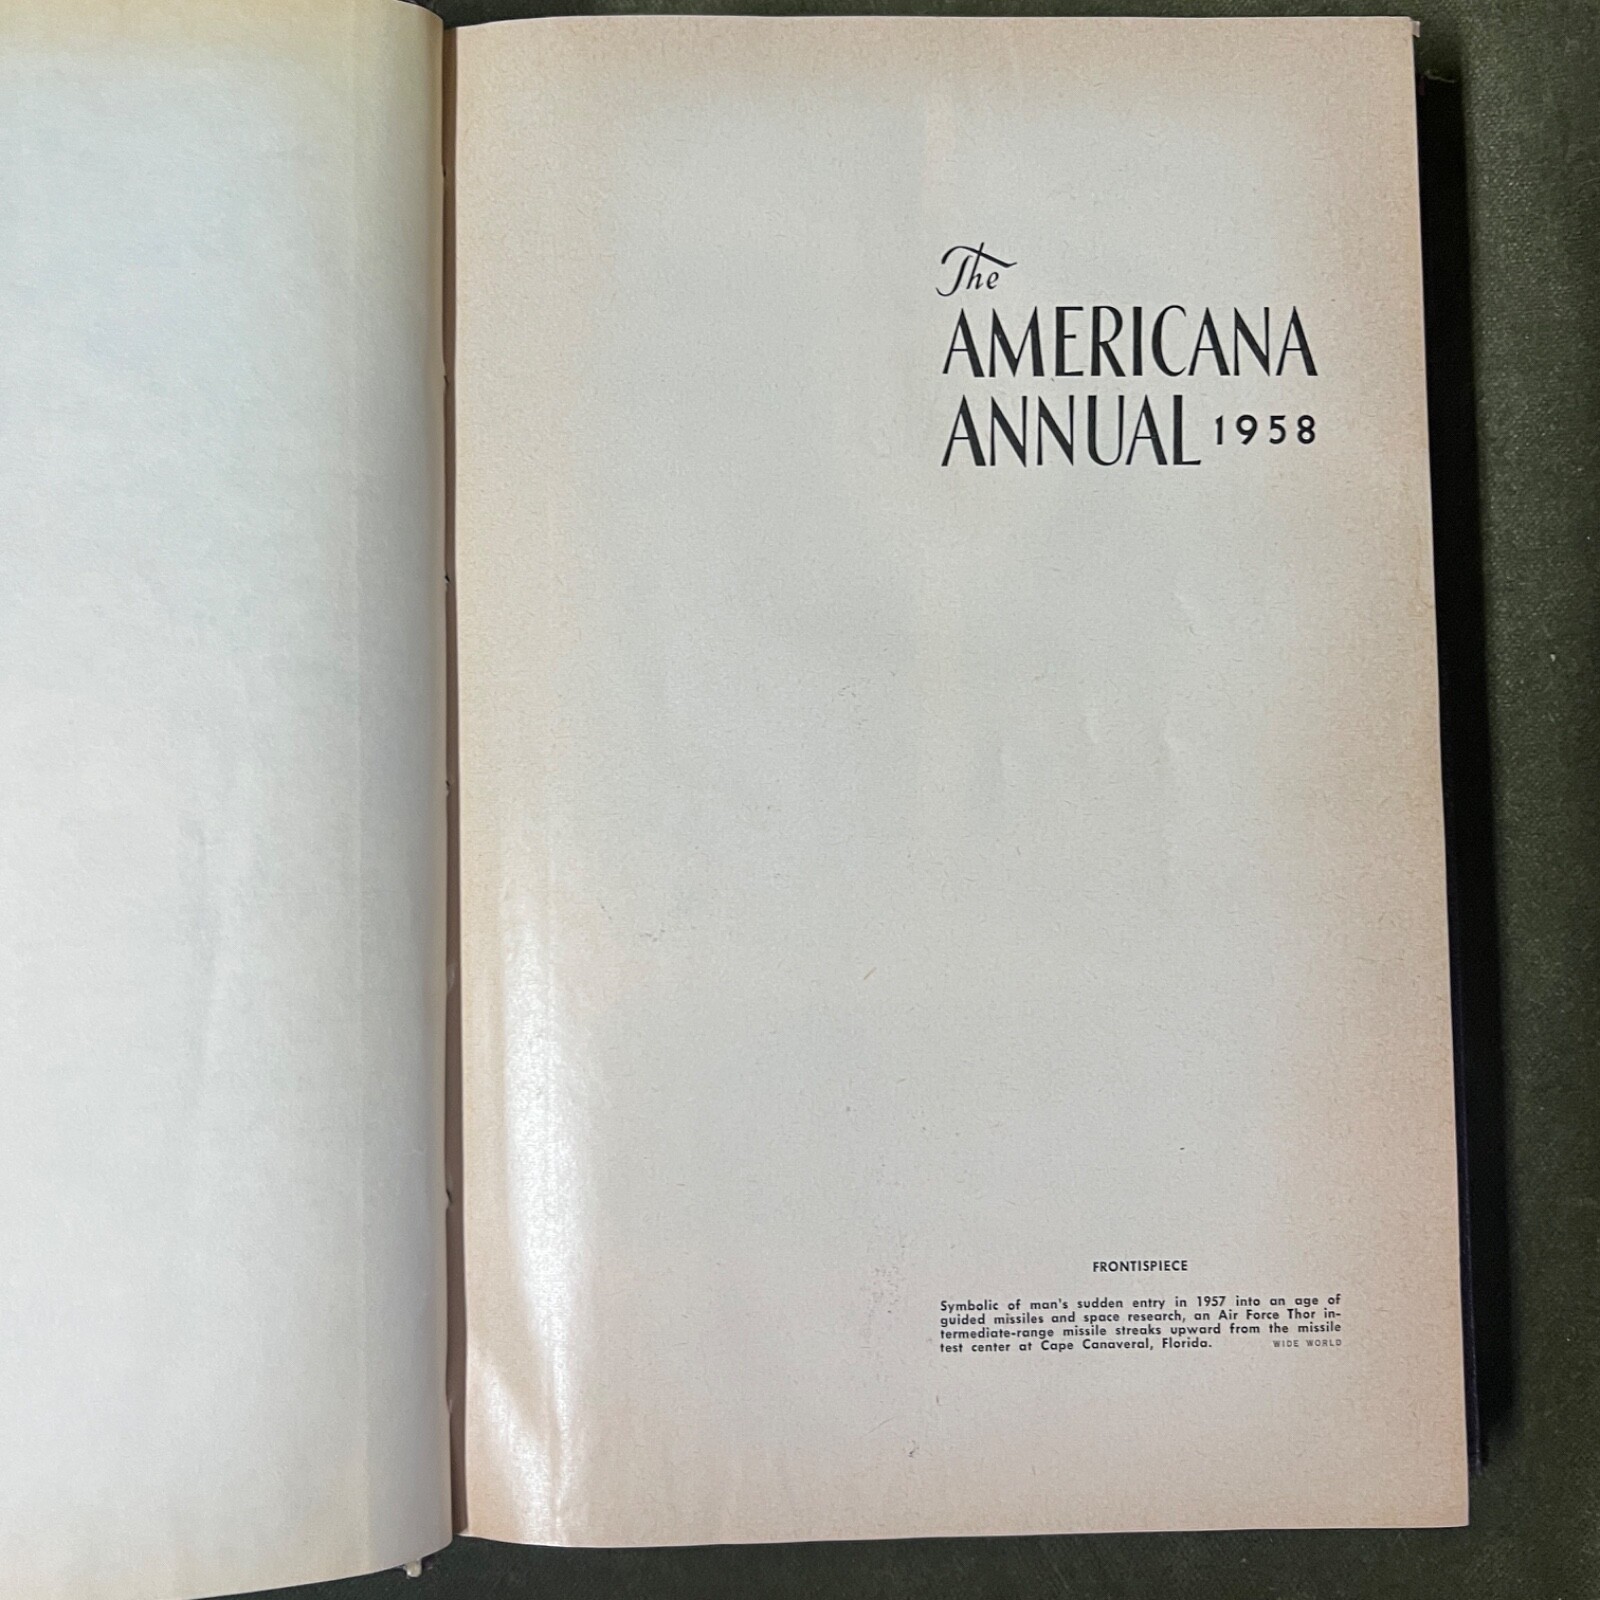 The
AMERICANA
ANNUAL 1958
FRONTISPIECE
Symbolic of man's sudden entry in 1957 into an age of
guided missiles and space research, an Air Force Thor in-
termediate-range missile streaks upward from the missile
test center at Cape Canaveral, Florida. WIDE WORLD